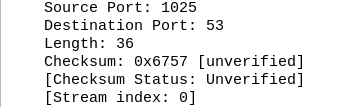 Source Port: 1025
Destination Port: 53
Length: 36
Checksum: 0x6757 [unverified]
[Checksum Status: Unverified]
[Stream index: 0]